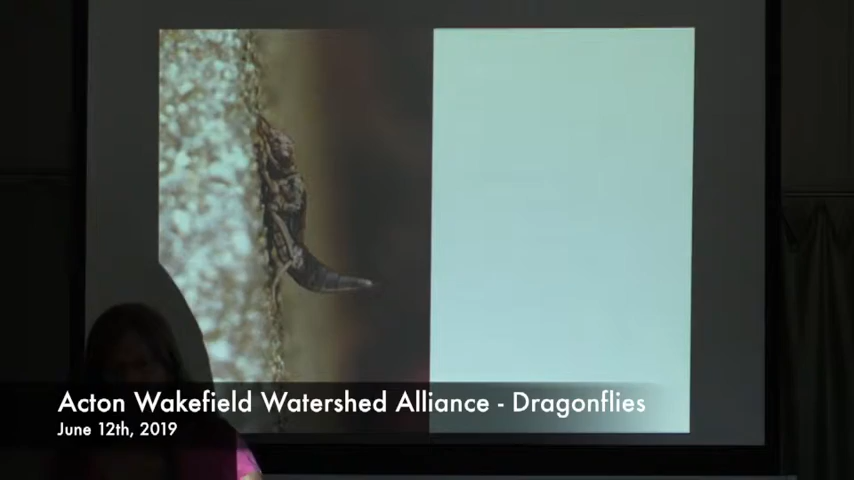 Acton Wakefield Watershed Alliance - Dragonflies
June 12th, 2019